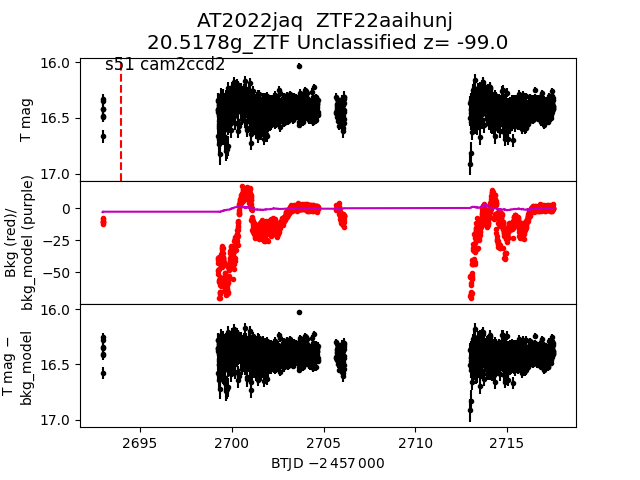 AT2022jaq  ZTF22aaihunj
20.5178g_ZTF Unclassified z= -99.0
s51 cam2ccd2
16.0
16.5
17.0
T mag
0
−25
−50
Bkg (red)/
bkg_model (purple)
16.0
16.5
17.0
T mag −
bkg_model
2695
2700
2705
2710
2715
BTJD −2 457 000